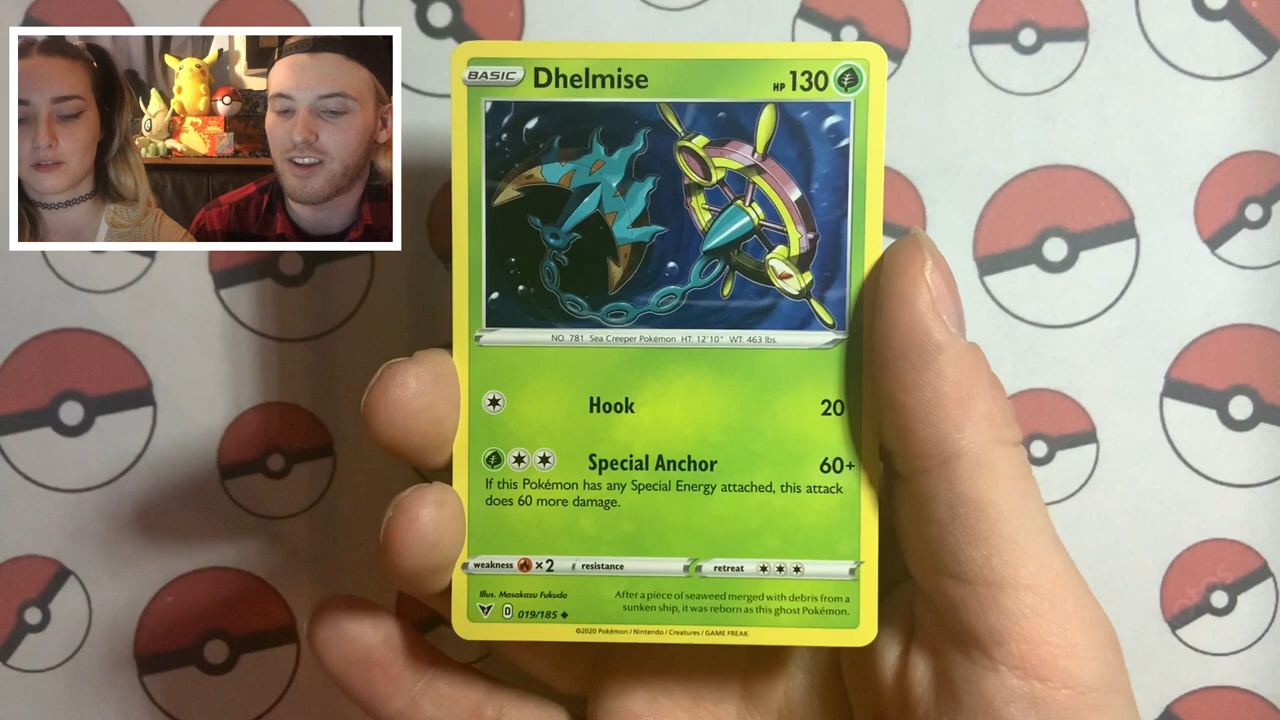 BASIC Dhelmise HP 130
NO. 781 Sea Creeper Pokémon HT: 12'10" WT: 463 lbs.
Hook 20
Special Anchor 60+
If this Pokémon has any Special Energy attached, this attack
does 60 more damage.
weakness ×2 resistance retreat
Illus. Masakazu Fukuda
D 019/185
After a piece of seaweed merged with debris from a
sunken ship, it was reborn as this ghost Pokémon.
©2020 Pokémon / Nintendo / Creatures / GAME FREAK